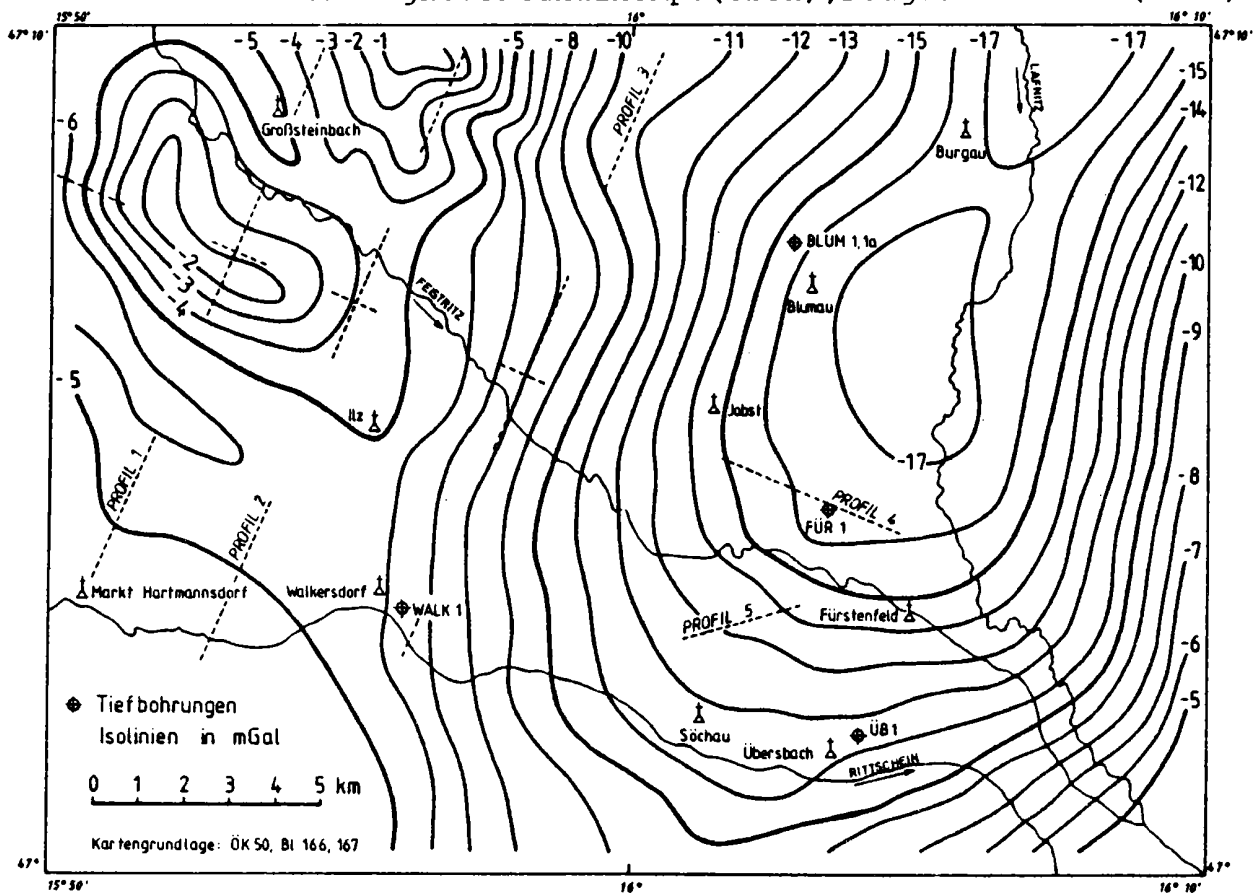 15° 50'
16°
16° 10'
47° 10'
-5 -4 -3 -2 -1 -5 -8 -10 -11 -12 -13 -15 -17 -17
47° 10'
-15
-14
-12
-10
-9
-8
-7
-6
-5
-6
Großsteinbach
PROFIL 3
LAFNITZ
Burgau
BLUM 1,1a
Blumau
-2
-3
-4
FEISTRITZ
-5
Ilz
Jobst
-17
PROFIL 1
PROFIL 2
PROFIL 4
FÜR 1
Markt Hartmannsdorf
Walkersdorf
WALK 1
PROFIL 5
Fürstenfeld
Söchau
ÜB 1
Übersbach
RITTSCHEIN
Tiefbohrungen
Isolinien in mGal
0 1 2 3 4 5 km
Kartengrundlage: ÖK 50, Bl 166, 167
47°
47°
15° 50'
16°
16° 10'